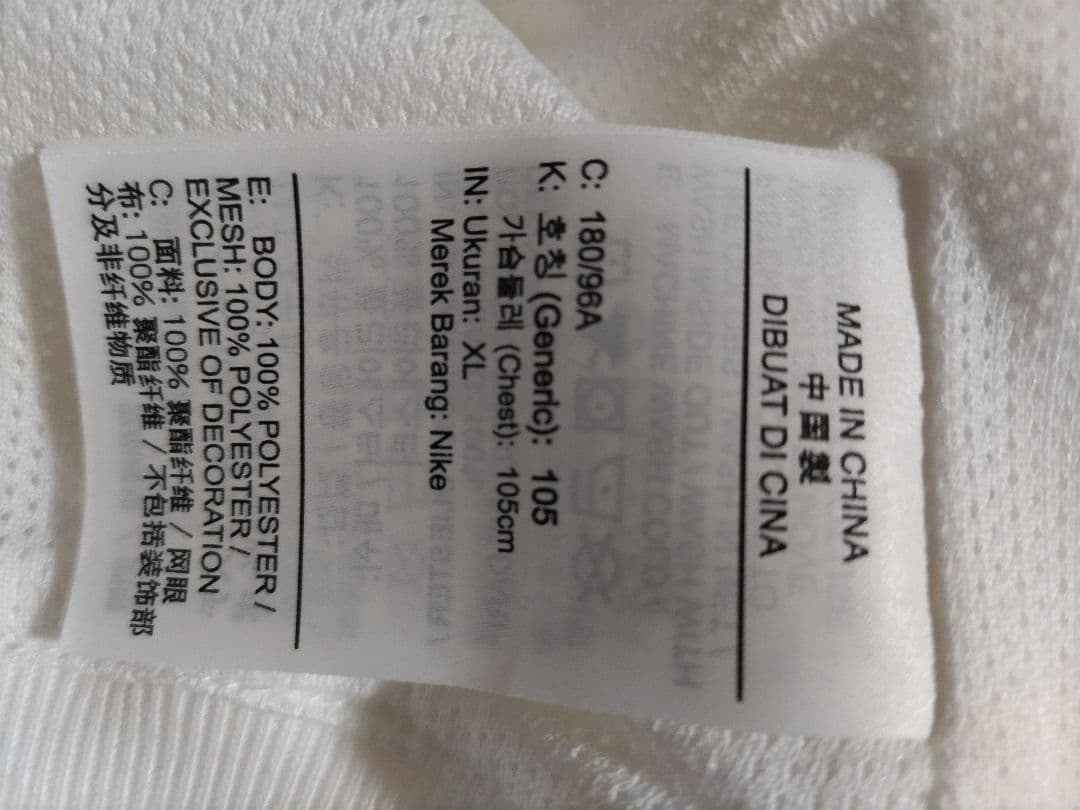 MADE IN CHINA
中國製
DIBUAT DI CINA
C: 180/96A
K: 호칭 (Generic): 105
가슴둘레 (Chest): 105cm
IN: Ukuran: XL
Merek Barang: Nike
E: BODY: 100% POLYESTER /
MESH: 100% POLYESTER /
EXCLUSIVE OF DECORATION
C: 面料: 100% 聚酯纤维 / 网眼
布: 100% 聚酯纤维 / 不包括装饰部
分及非纤维物质